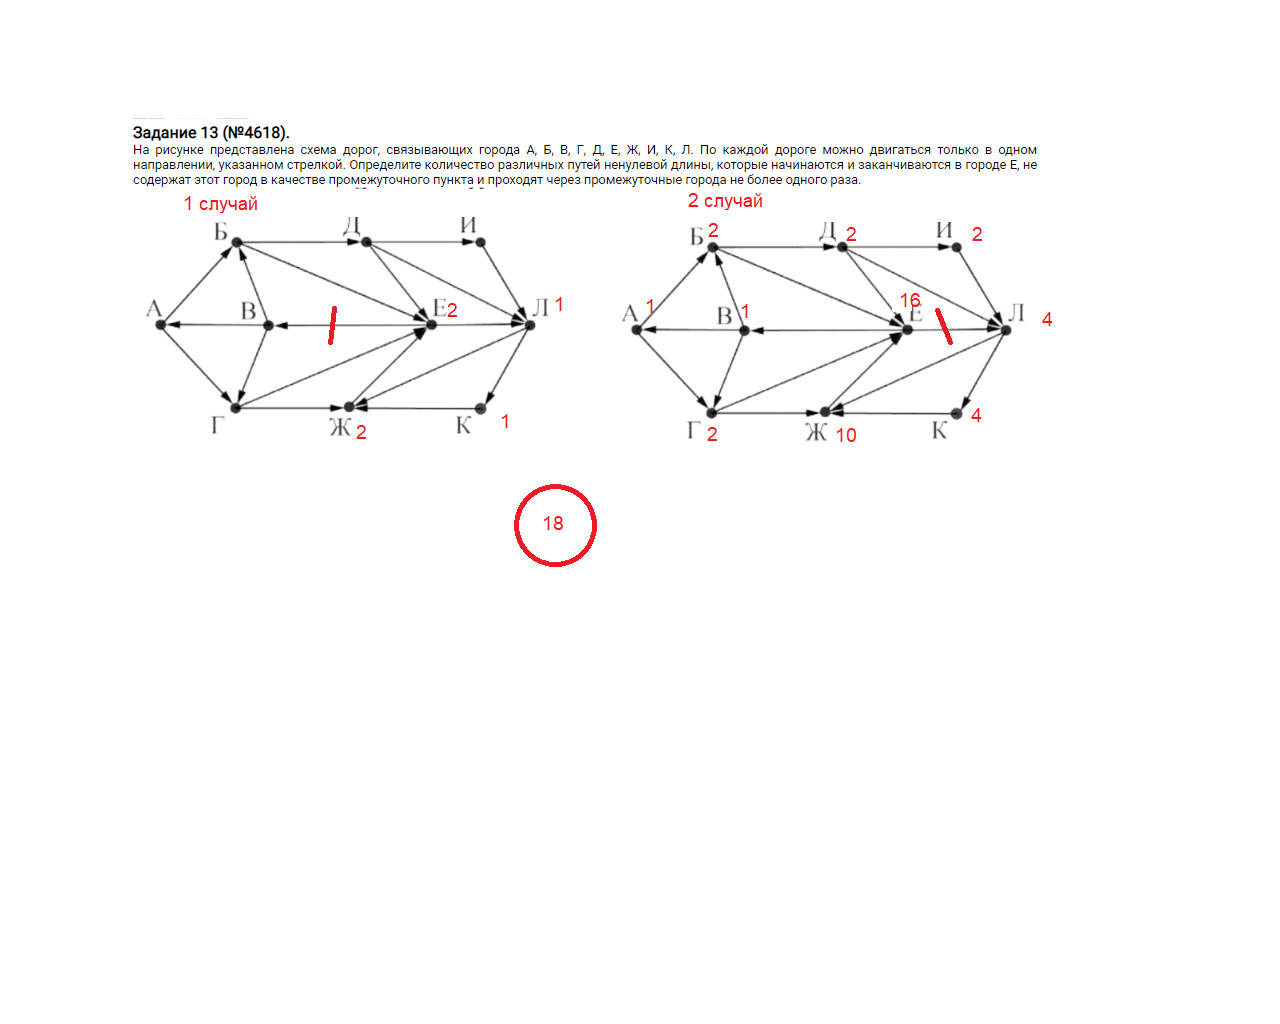 Задание 13 (№4618).
На рисунке представлена схема дорог, связывающих города А, Б, В, Г, Д, Е, Ж, И, К, Л. По каждой дороге можно двигаться только в одном
направлении, указанном стрелкой. Определите количество различных путей ненулевой длины, которые начинаются и заканчиваются в городе Е, не
содержат этот город в качестве промежуточного пункта и проходят через промежуточные города не более одного раза.
1 случай
Б Д И
А В Е 2 Л 1
Г Ж 2 К 1
2 случай
Б 2 Д 2 И 2
А 1 В 1 16 Е Л 4
Г 2 Ж 10 К 4
18